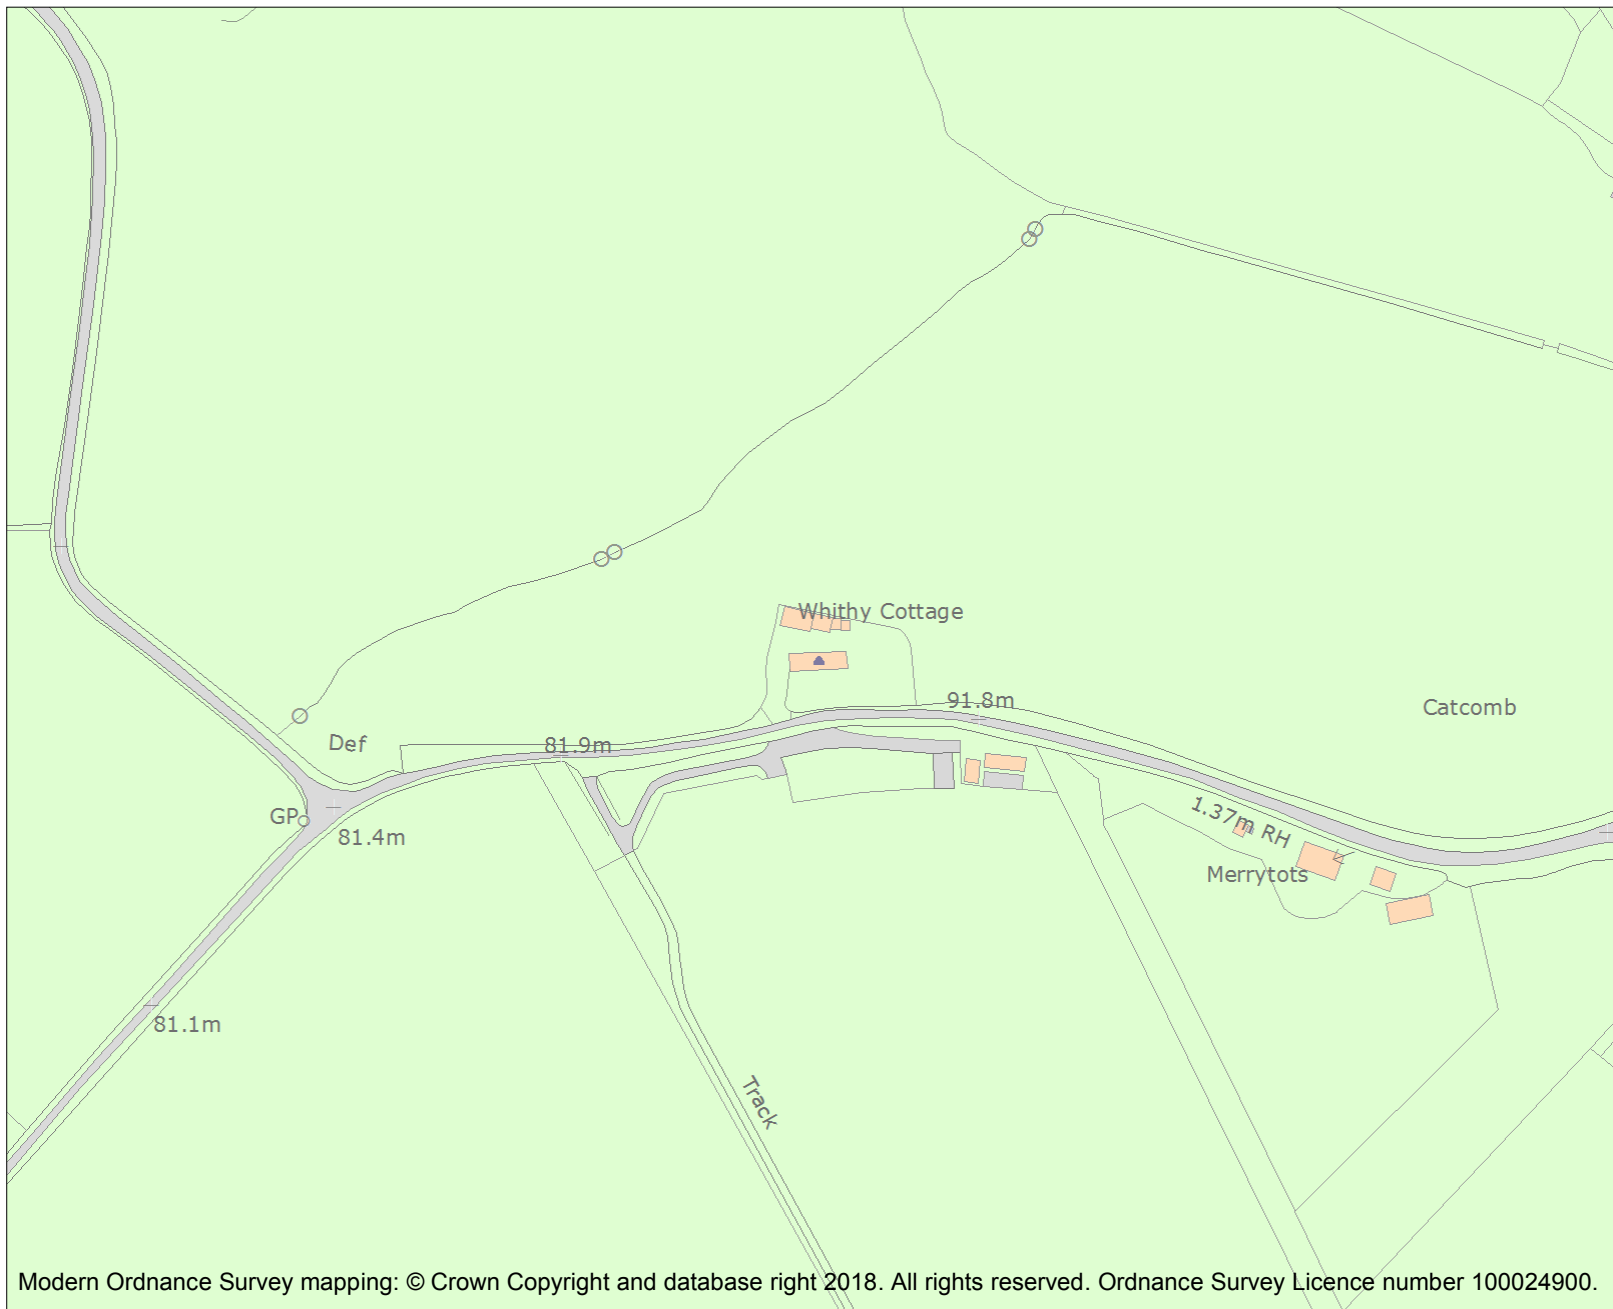 Whithy Cottage
91.8m
Catcomb
Def
81.9m
GP
81.4m
1.37m RH
Merrytots
81.1m
Track
Modern Ordnance Survey mapping: © Crown Copyright and database right 2018. All rights reserved. Ordnance Survey Licence number 100024900.